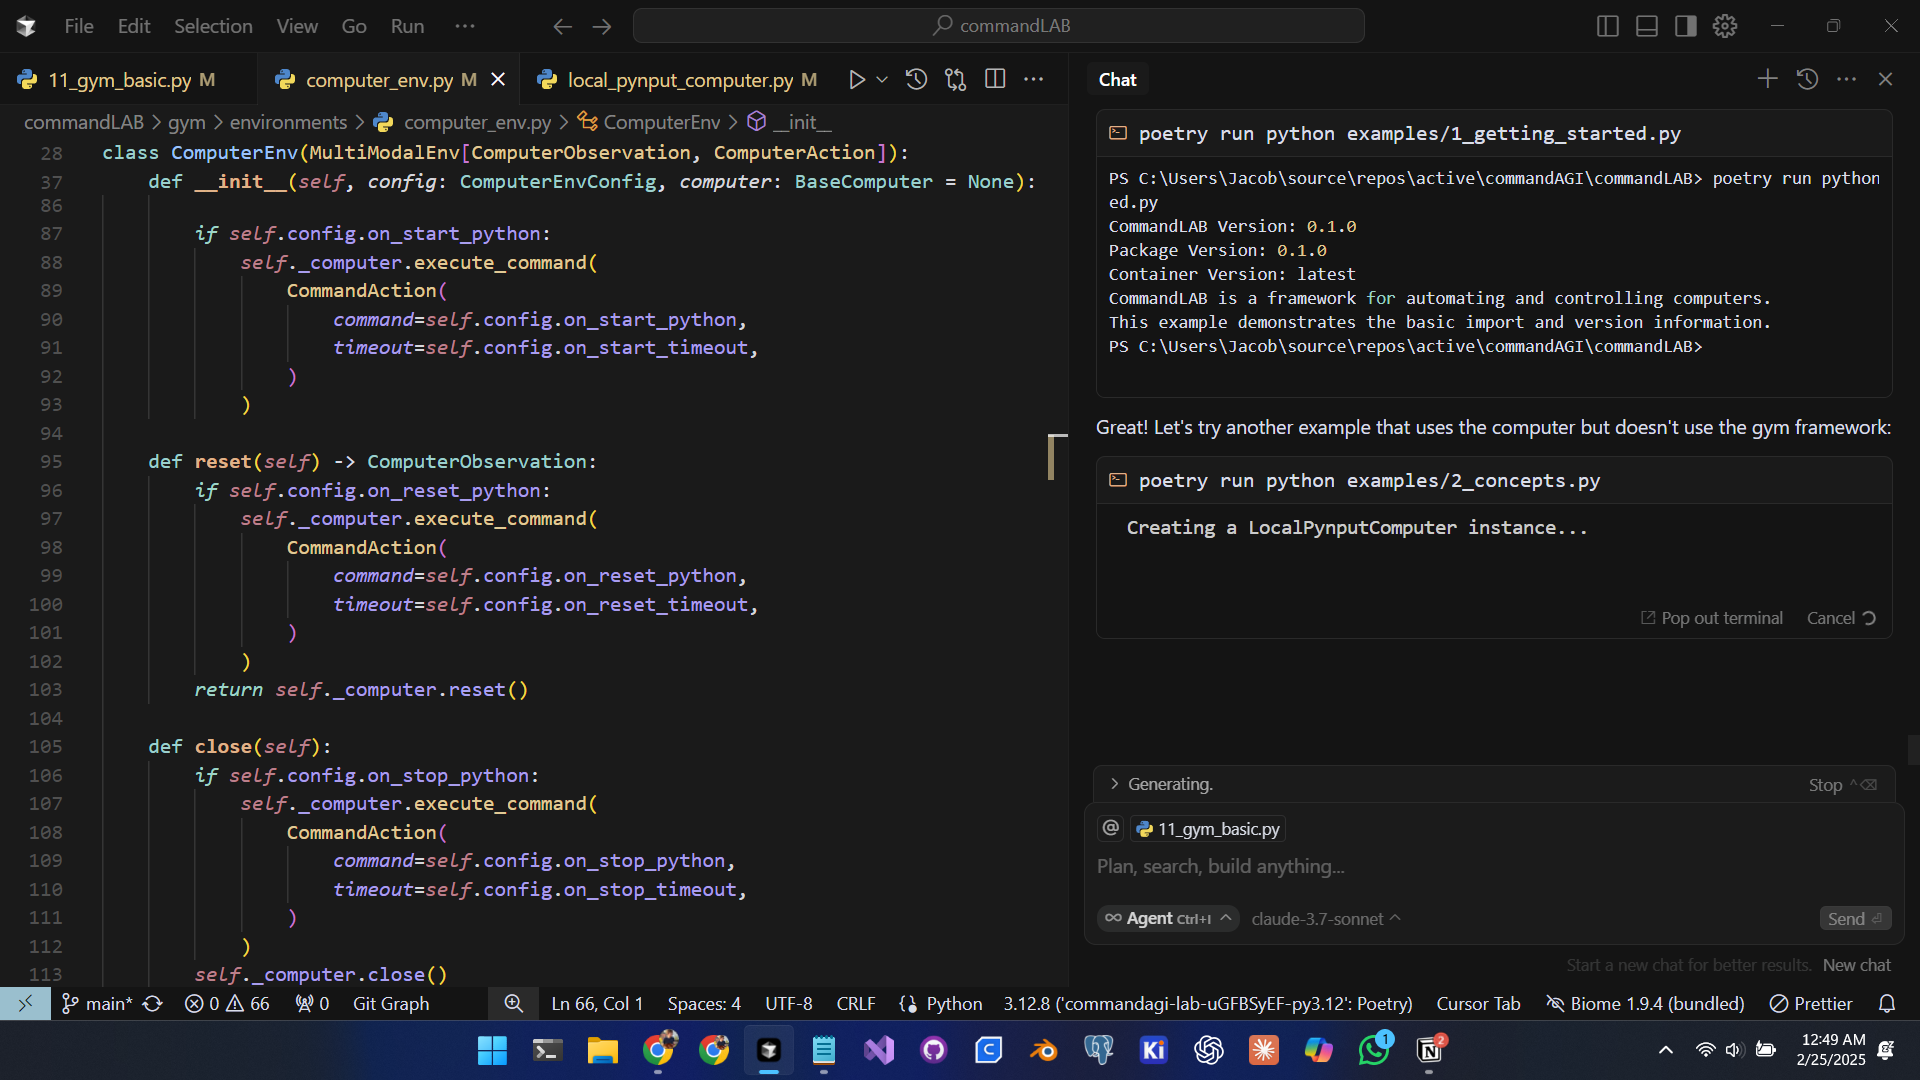 File Edit Selection View Go Run ··· commandLAB
11_gym_basic.py M computer_env.py M local_pynput_computer.py M
commandLAB > gym > environments > computer_env.py > ComputerEnv > __init__
28 class ComputerEnv(MultiModalEnv[ComputerObservation, ComputerAction]):
37 def __init__(self, config: ComputerEnvConfig, computer: BaseComputer = None):
86
87 if self.config.on_start_python:
88 self._computer.execute_command(
89 CommandAction(
90 command=self.config.on_start_python,
91 timeout=self.config.on_start_timeout,
92 )
93 )
94
95 def reset(self) -> ComputerObservation:
96 if self.config.on_reset_python:
97 self._computer.execute_command(
98 CommandAction(
99 command=self.config.on_reset_python,
100 timeout=self.config.on_reset_timeout,
101 )
102 )
103 return self._computer.reset()
104
105 def close(self):
106 if self.config.on_stop_python:
107 self._computer.execute_command(
108 CommandAction(
109 command=self.config.on_stop_python,
110 timeout=self.config.on_stop_timeout,
111 )
112 )
113 self._computer.close()
Chat
poetry run python examples/1_getting_started.py
PS C:\Users\Jacob\source\repos\active\commandAGI\commandLAB> poetry run python
ed.py
CommandLAB Version: 0.1.0
Package Version: 0.1.0
Container Version: latest
CommandLAB is a framework for automating and controlling computers.
This example demonstrates the basic import and version information.
PS C:\Users\Jacob\source\repos\active\commandAGI\commandLAB>
Great! Let's try another example that uses the computer but doesn't use the gym framework:
poetry run python examples/2_concepts.py
Creating a LocalPynputComputer instance...
Pop out terminal Cancel
> Generating. Stop ^⌫
@ 11_gym_basic.py
Plan, search, build anything...
∞ Agent Ctrl+I ^ claude-3.7-sonnet ^ Send ⏎
Start a new chat for better results. New chat
main* 0 66 0 Git Graph Ln 66, Col 1 Spaces: 4 UTF-8 CRLF {} Python 3.12.8 ('commandagi-lab-uGFBSyEF-py3.12': Poetry) Cursor Tab Biome 1.9.4 (bundled) Prettier
Ki 1 2
12:49 AM
2/25/2025